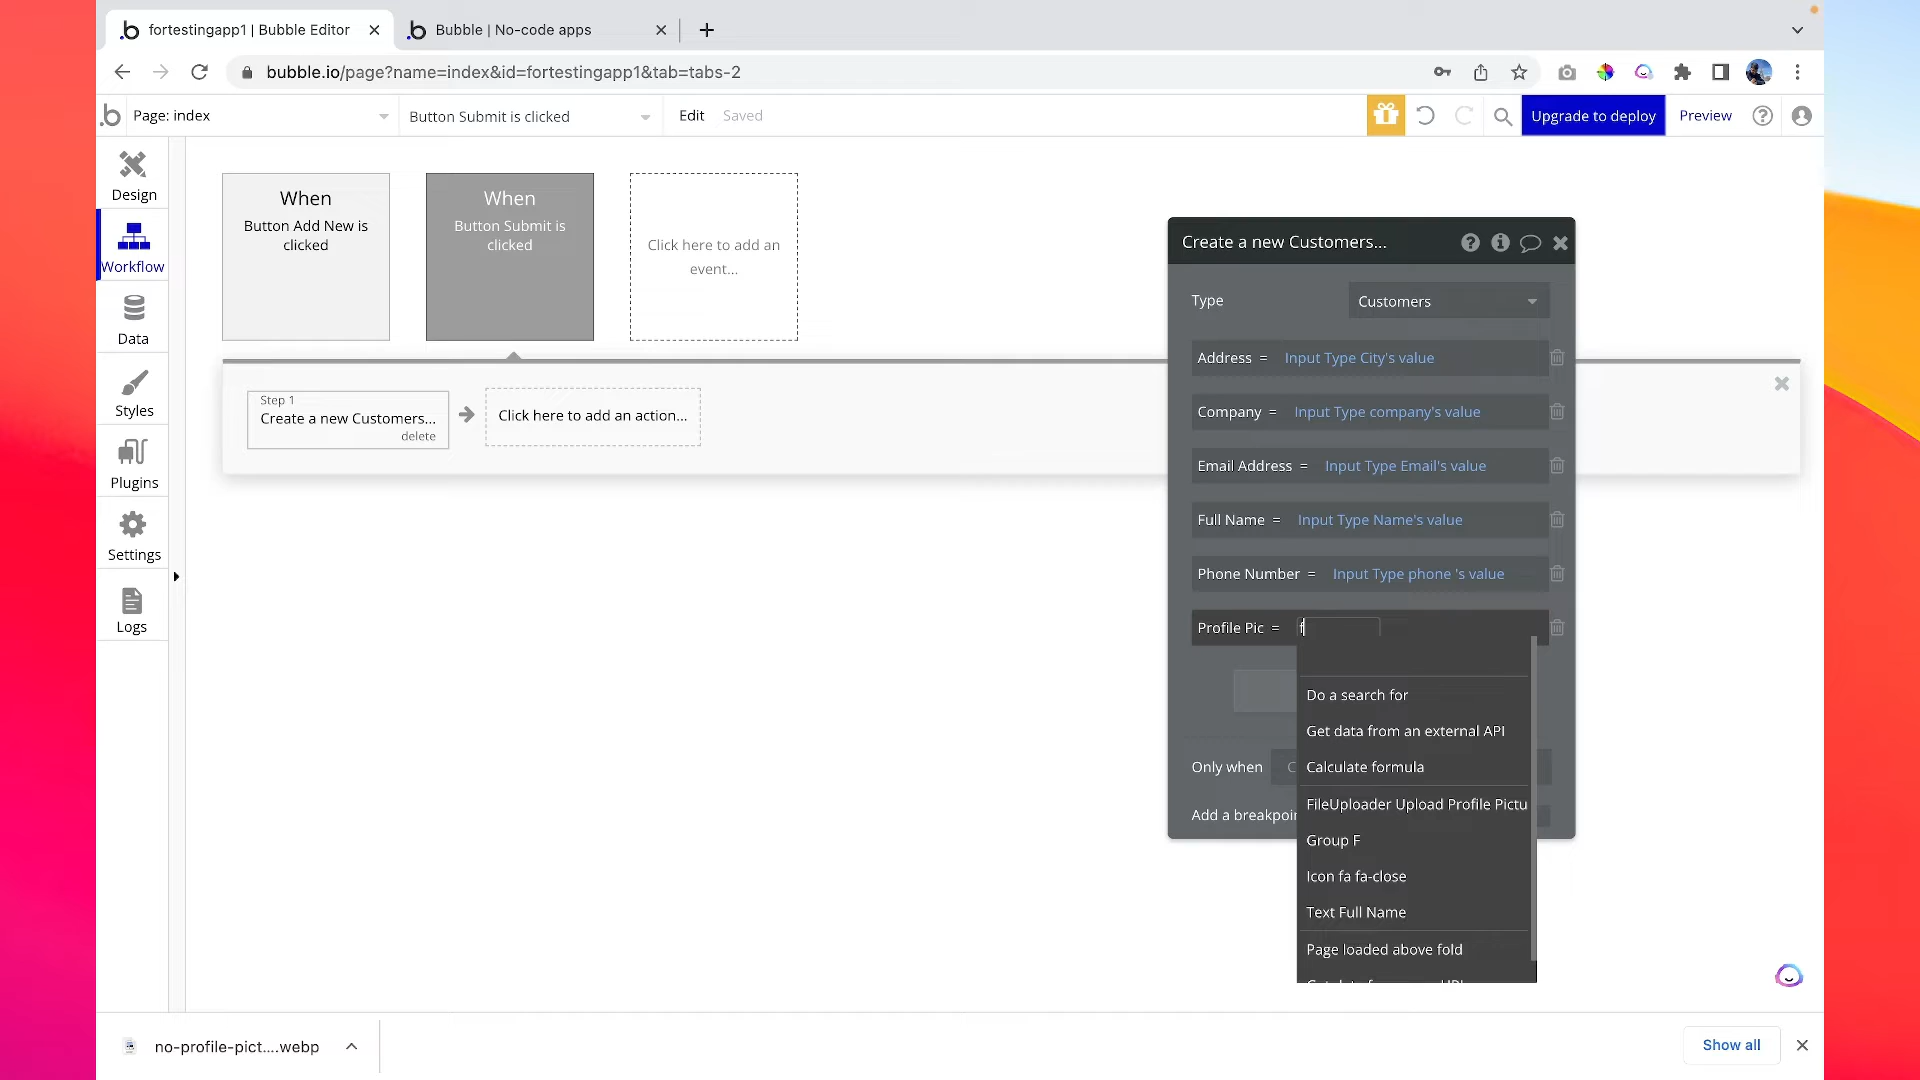 fortestingapp1 | Bubble Editor
Bubble | No-code apps
bubble.io/page?name=index&id=fortestingapp1&tab=tabs-2
Page: index
Button Submit is clicked
Edit
Saved
Upgrade to deploy
Preview
Design
Workflow
Data
Styles
Plugins
Settings
Logs
When
Button Add New is
clicked
When
Button Submit is
clicked
Click here to add an
event...
Step 1
Create a new Customers...
delete
Click here to add an action...
Create a new Customers...
Type
Customers
Address = Input Type City's value
Company = Input Type company's value
Email Address = Input Type Email's value
Full Name = Input Type Name's value
Phone Number = Input Type phone 's value
Profile Pic = f
Do a search for
Get data from an external API
Calculate formula
FileUploader Upload Profile Pictu
Group F
Icon fa fa-close
Text Full Name
Page loaded above fold
Only when C
Add a breakpoin
no-profile-pict....webp
Show all